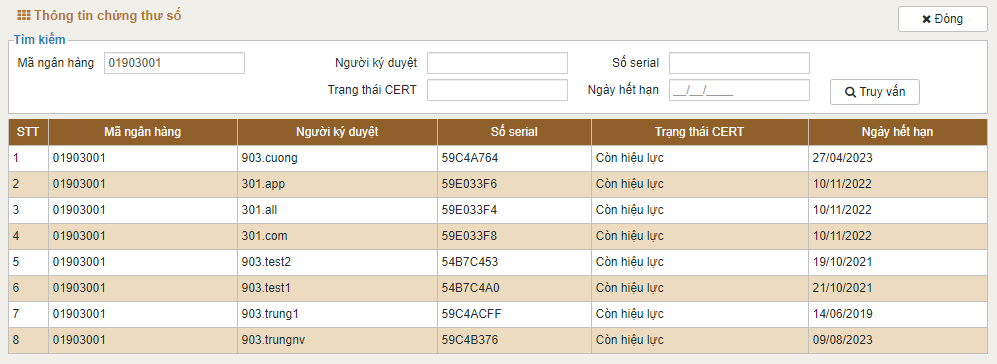 Thông tin chứng thư số
Đóng
Tìm kiếm
Mã ngân hàng 01903001 Người ký duyệt Số serial
Trạng thái CERT Ngày hết hạn __/__/____ Truy vấn
STT Mã ngân hàng Người ký duyệt Số serial Trạng thái CERT Ngày hết hạn
1 01903001 903.cuong 59C4A764 Còn hiệu lực 27/04/2023
2 01903001 301.app 59E033F6 Còn hiệu lực 10/11/2022
3 01903001 301.all 59E033F4 Còn hiệu lực 10/11/2022
4 01903001 301.com 59E033F8 Còn hiệu lực 10/11/2022
5 01903001 903.test2 54B7C453 Còn hiệu lực 19/10/2021
6 01903001 903.test1 54B7C4A0 Còn hiệu lực 21/10/2021
7 01903001 903.trung1 59C4ACFF Còn hiệu lực 14/06/2019
8 01903001 903.trungnv 59C4B376 Còn hiệu lực 09/08/2023